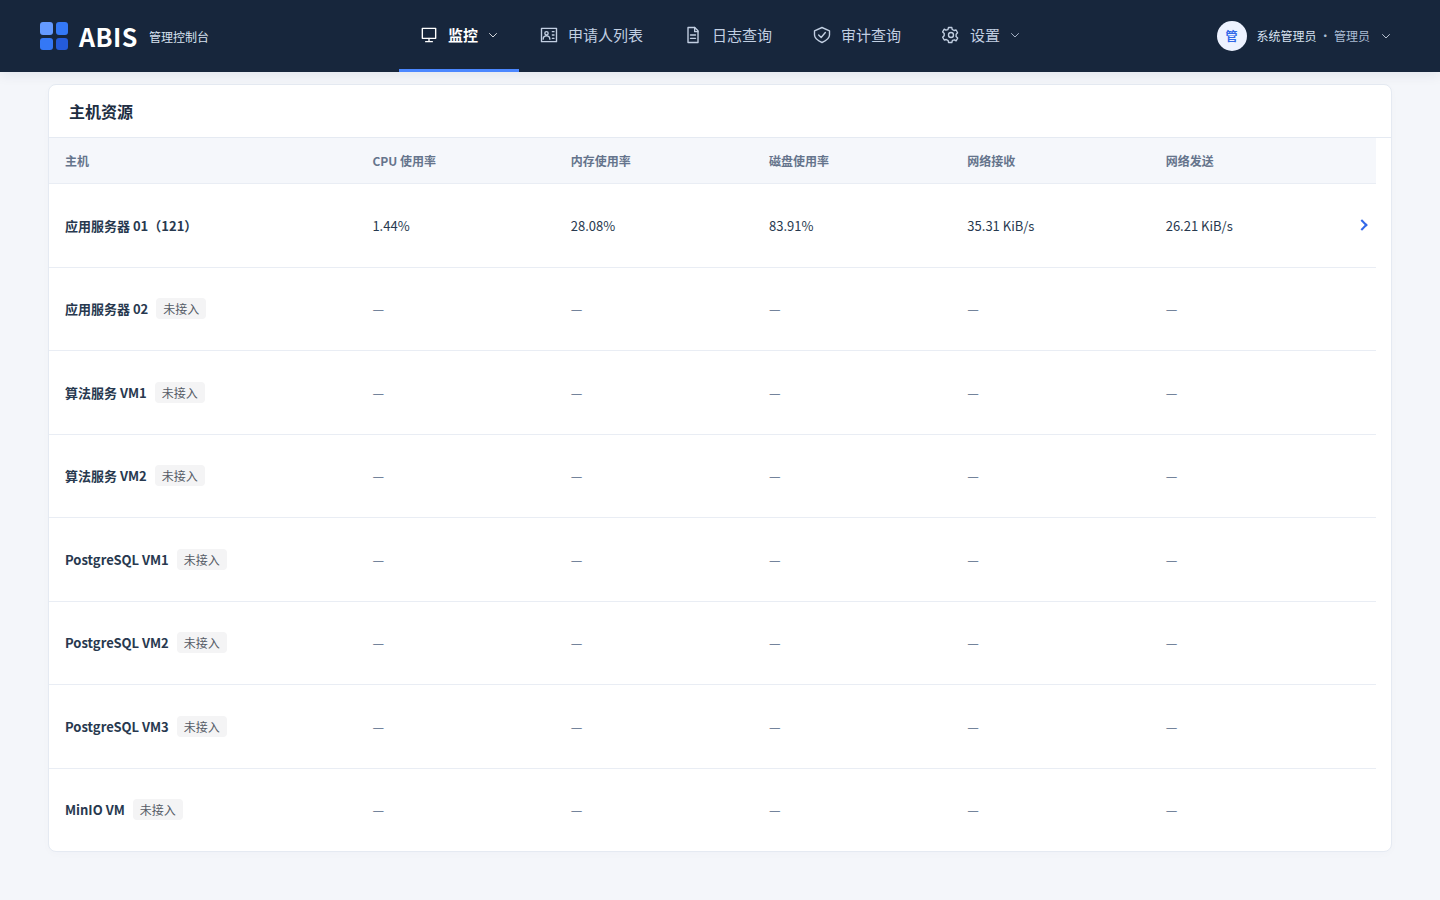 ABIS 管理控制台 监控 申请人列表 日志查询 审计查询 设置 管 系统管理员 · 管理员
主机资源
主机 CPU 使用率 内存使用率 磁盘使用率 网络接收 网络发送
应用服务器 01（121） 1.44% 28.08% 83.91% 35.31 KiB/s 26.21 KiB/s
应用服务器 02 未接入 — — — — —
算法服务 VM1 未接入 — — — — —
算法服务 VM2 未接入 — — — — —
PostgreSQL VM1 未接入 — — — — —
PostgreSQL VM2 未接入 — — — — —
PostgreSQL VM3 未接入 — — — — —
MinIO VM 未接入 — — — — —